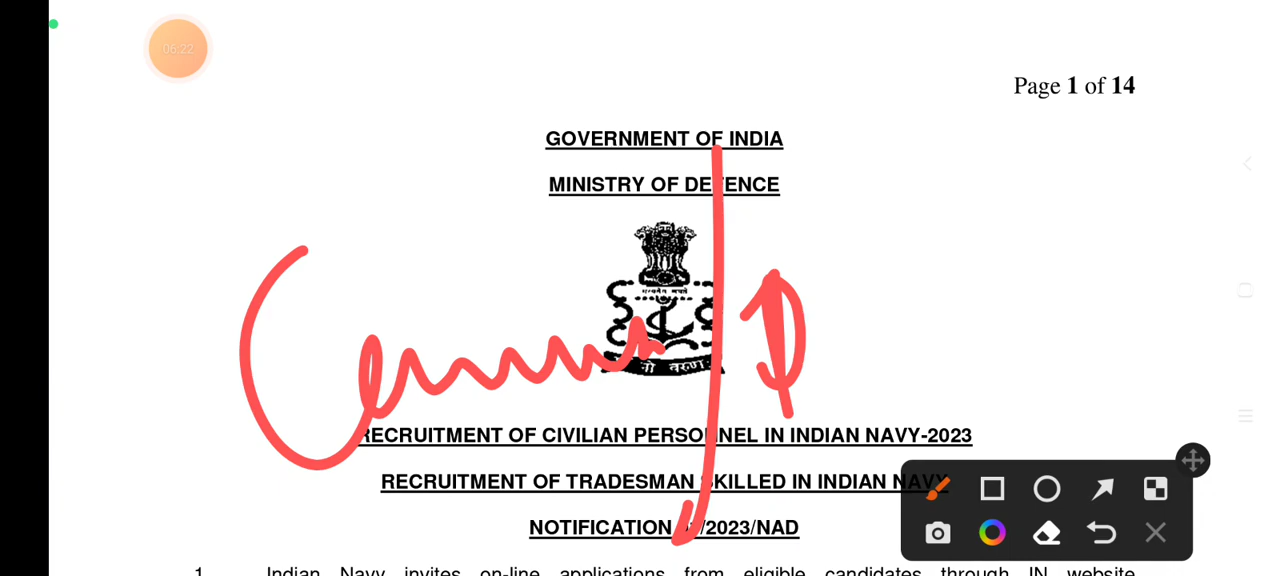 06:22
Page 1 of 14
GOVERNMENT OF INDIA
MINISTRY OF DEFENCE
RECRUITMENT OF CIVILIAN PERSONNEL IN INDIAN NAVY-2023
RECRUITMENT OF TRADESMAN SKILLED IN INDIAN NAVY
NOTIFICATION /2023/NAD
1. Indian Navy invites on-line applications from eligible candidates through IN website